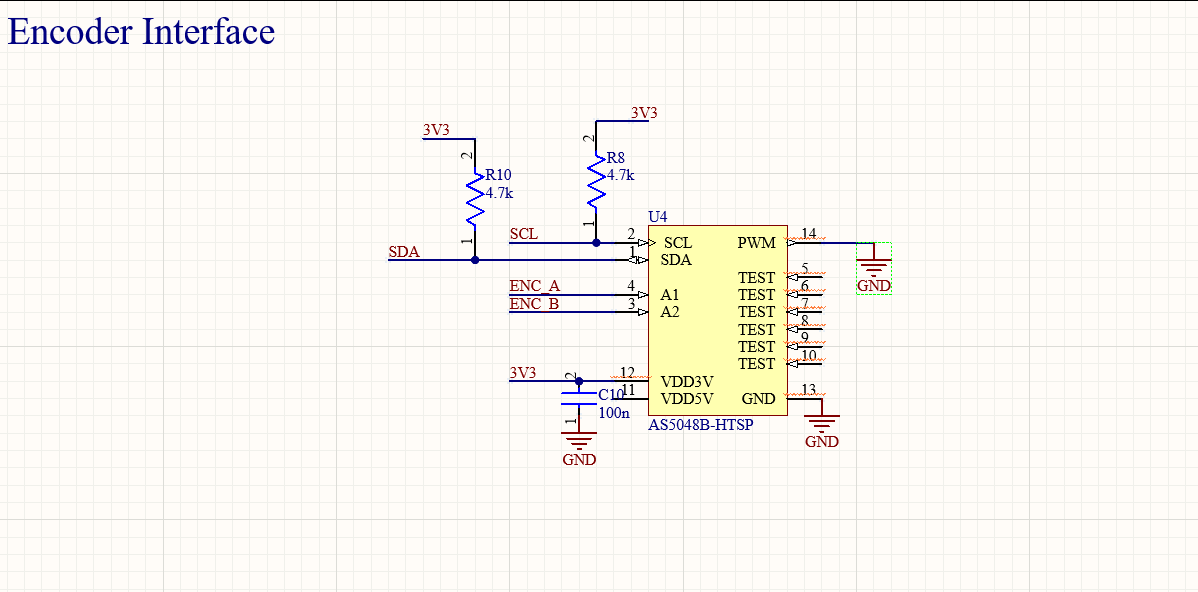 Encoder Interface
3V3
2
R10
4.7k
1
3V3
2
R8
4.7k
1
U4
SCL
2
SCL
SDA
1
SDA
ENC_A
4
A1
ENC_B
3
A2
3V3
12
VDD3V
11
VDD5V
2
C10
100n
1
GND
PWM
14
GND
TEST
5
TEST
6
TEST
7
TEST
8
TEST
9
TEST
10
GND
13
GND
AS5048B-HTSP